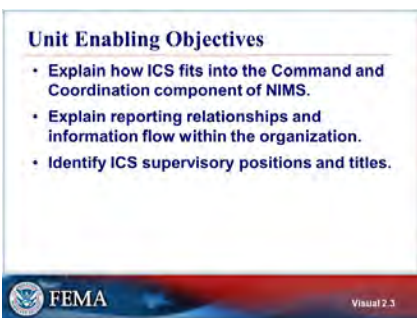 Unit Enabling Objectives
• Explain how ICS fits into the Command and
Coordination component of NIMS.
• Explain reporting relationships and
information flow within the organization.
• Identify ICS supervisory positions and titles.
FEMA
Visual 2.3